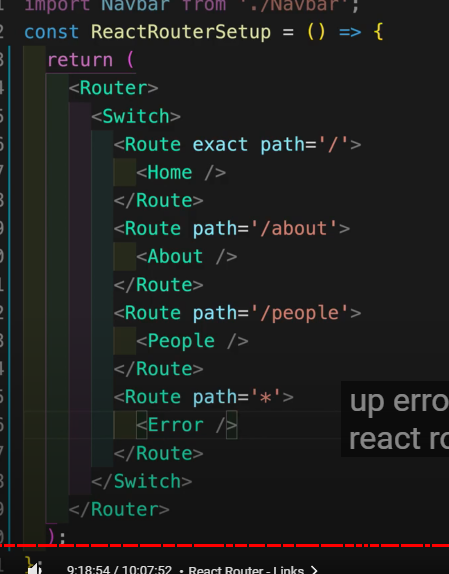 import Navbar from './Navbar';
const ReactRouterSetup = () => {
return (
<Router>
<Switch>
<Route exact path='/'>
<Home />
</Route>
<Route path='/about'>
<About />
</Route>
<Route path='/people'>
<People />
</Route>
<Route path='*'>
<Error />
</Route>
</Switch>
</Router>
);
};
up erro
react ro
9:18:54 / 10:07:52 • React Router - Links >